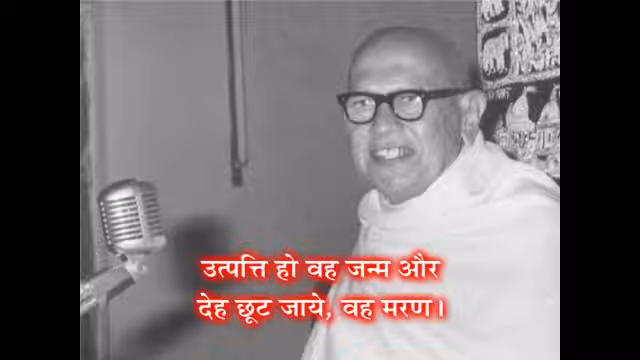 उत्पत्ति हो वह जन्म और
देह छूट जाये, वह मरण।